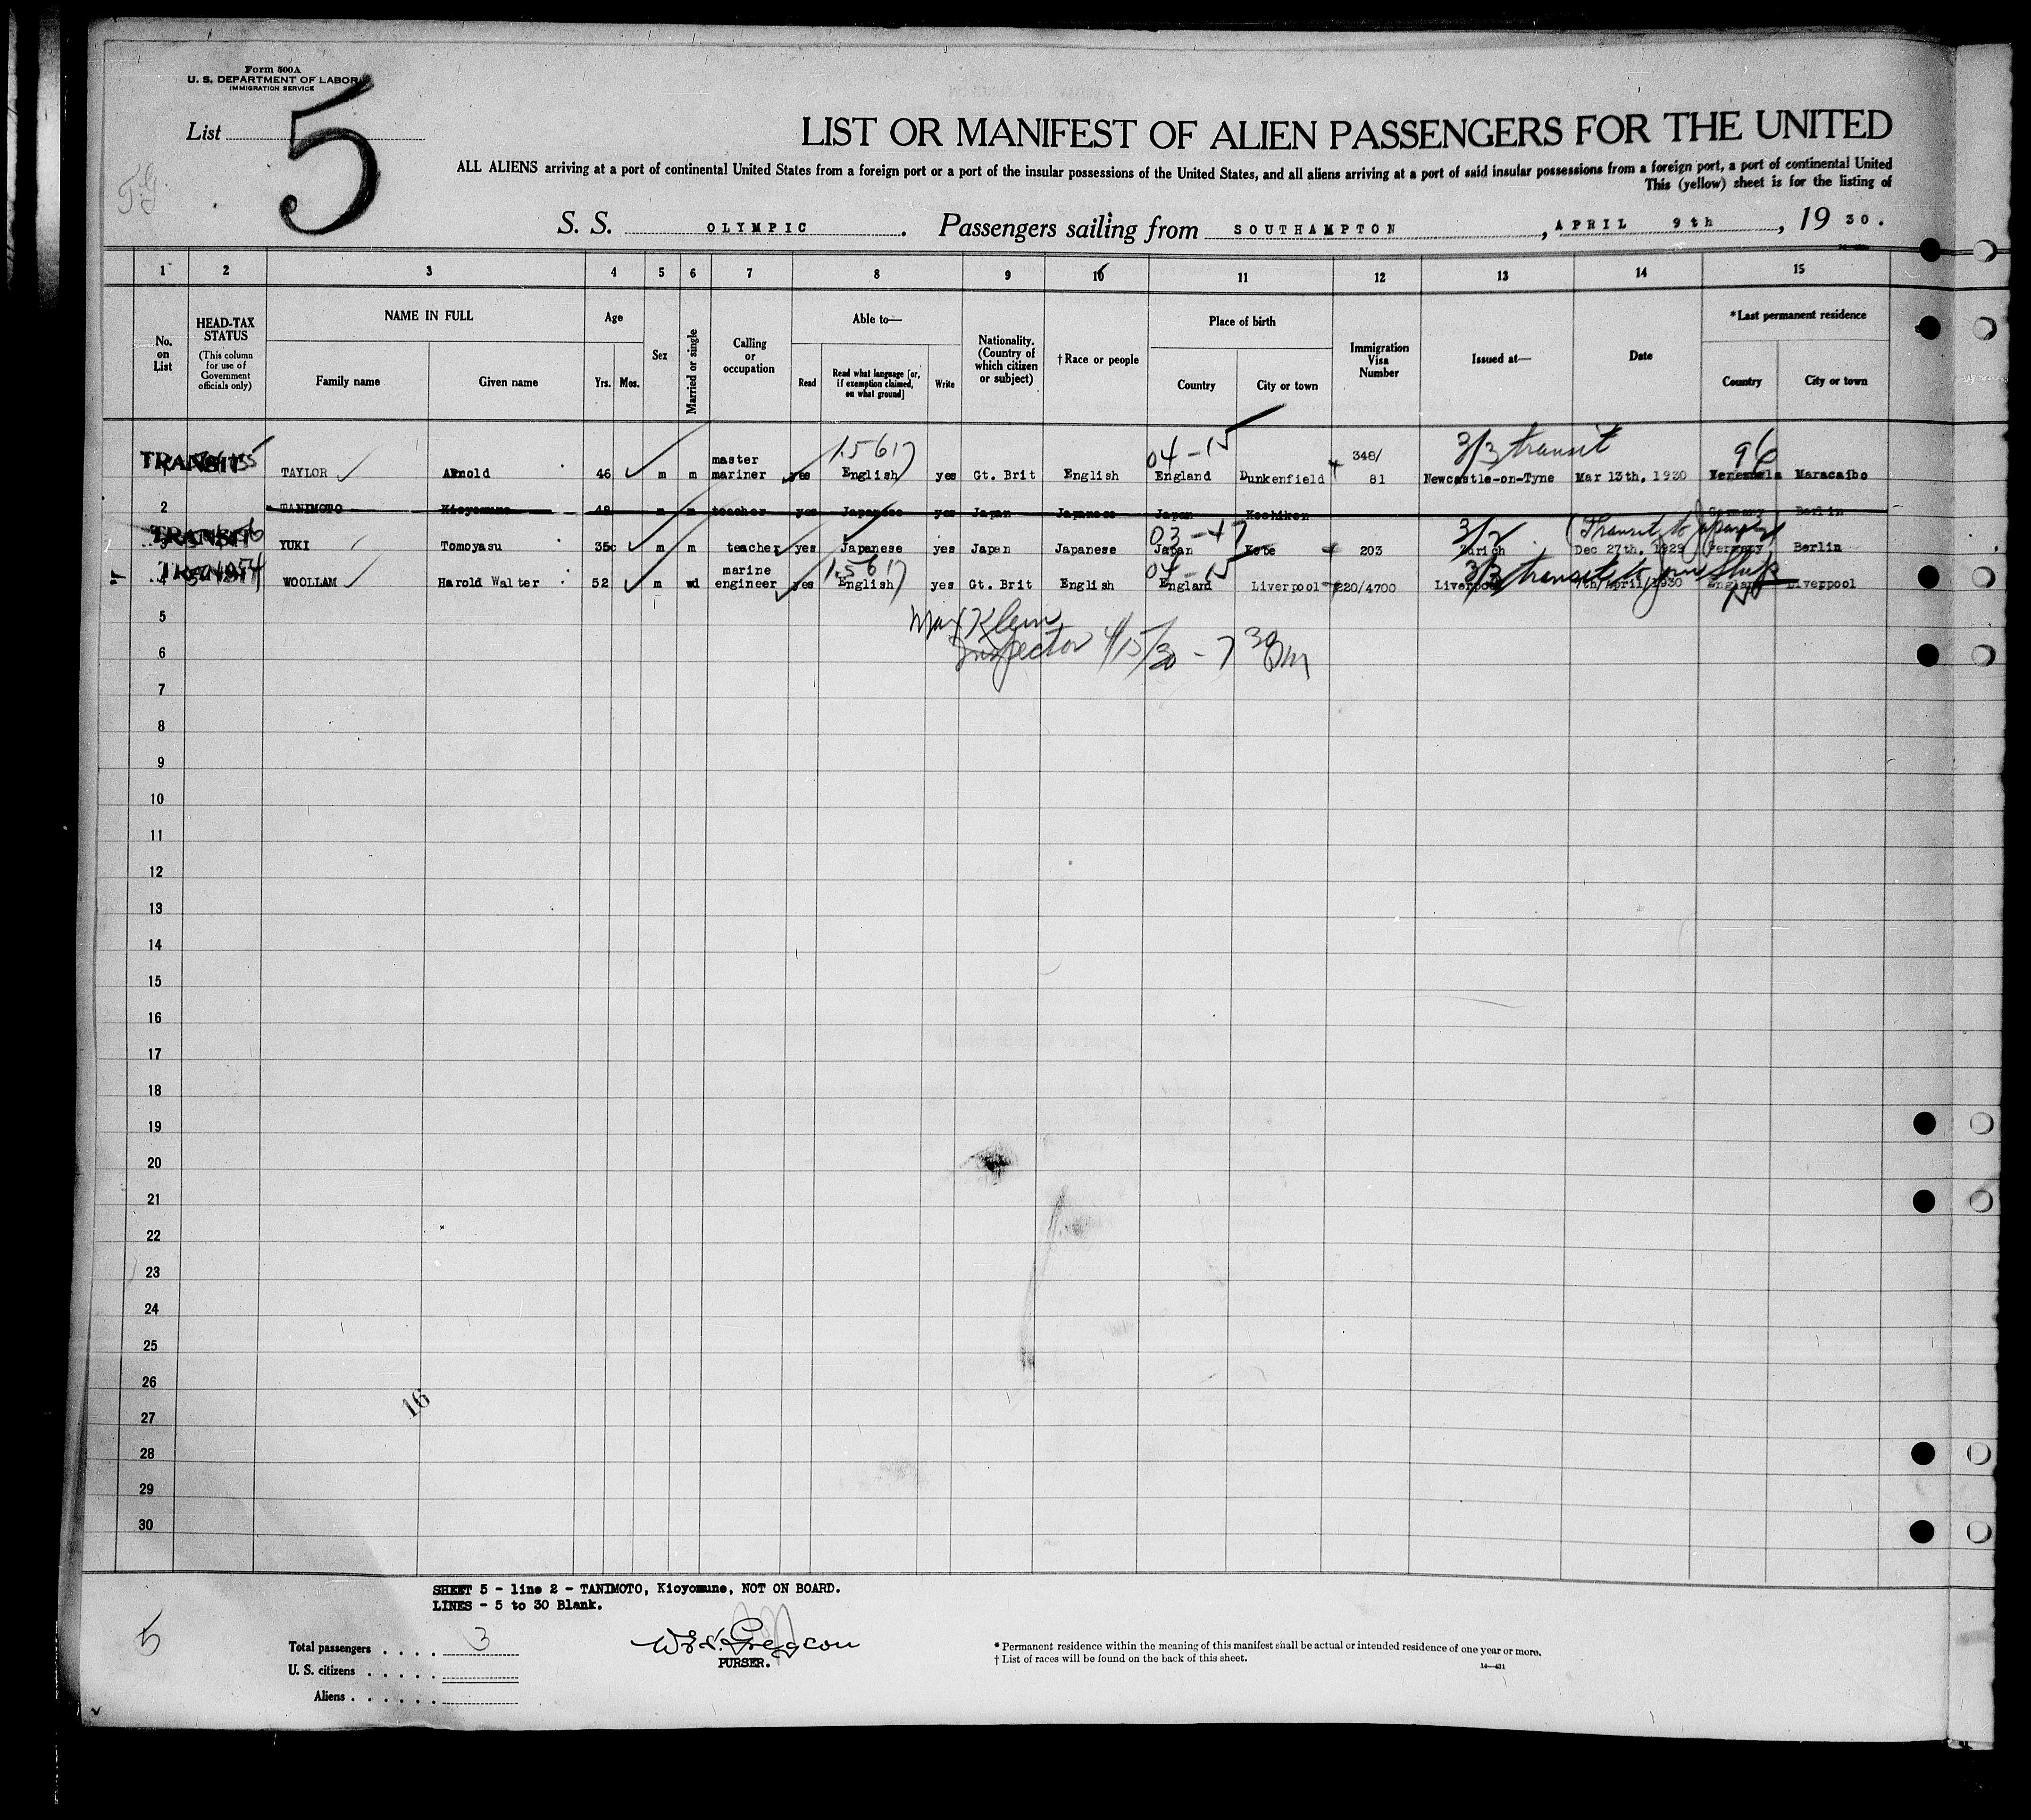 Form 500A
U. S. DEPARTMENT OF LABOR
IMMIGRATION SERVICE
List 5
LIST OR MANIFEST OF ALIEN PASSENGERS FOR THE UNITED
ALL ALIENS arriving at a port of continental United States from a foreign port or a port of the insular possessions of the United States, and all aliens arriving at a port of said insular possessions from a foreign port, a port of continental United
This (yellow) sheet is for the listing of
S. S. OLYMPIC. Passengers sailing from SOUTHAMPTON, APRIL 9th, 1930.
1 2 3 4 5 6 7 8 9 10 11 12 13 14 15
No. on List
HEAD-TAX STATUS (This column for use of Government officials only)
NAME IN FULL
Family name
Given name
Age
Yrs. Mos.
Sex
Married or single
Calling or occupation
Able to—
Read
Read what language [or, if exemption claimed, on what ground]
Write
Nationality. (Country of which citizen or subject)
† Race or people
Place of birth
Country
City or town
Immigration Visa Number
Issued at—
Date
*Last permanent residence
Country
City or town
15617 04-15 3/3 transit 96
TRANSIT TAYLOR Arnold 46 m m master mariner yes English yes Gt. Brit English England Dunkenfield 348/81 Newcastle-on-Tyne Mar 13th, 1930 Venezuela Maracaibo
2 TANIMOTO Kioyomune 48 m m teacher yes Japanese yes Japan Japanese Japan Kochiken Germany Berlin
03-47 3/2 (Transit to Japan)
TRANSIT YUKI Tomoyasu 35 m m teacher yes Japanese yes Japan Japanese Japan Kobe 203 Zurich Dec 27th, 1929 Germany Berlin
15617 04-15 3/3 transit to join ship
TRANSIT WOOLLAM Harold Walter 52 m wd marine engineer yes English yes Gt. Brit English England Liverpool 220/4700 Liverpool 7th/April/1930 England Liverpool
Max Klein
Inspector 4/15/30 - 7 30 Pm
5
6
7
8
9
10
11
12
13
14
15
16
17
18
19
20
21
22
23
24
25
26
16
27
28
29
30
SHEET 5 - line 2 - TANIMOTO, Kioyomune, NOT ON BOARD.
LINES - 5 to 30 Blank.
5
Total passengers . . . . 3
U. S. citizens . . . . .
Aliens . . . . . .
PURSER.
* Permanent residence within the meaning of this manifest shall be actual or intended residence of one year or more.
† List of races will be found on the back of this sheet.
14—431